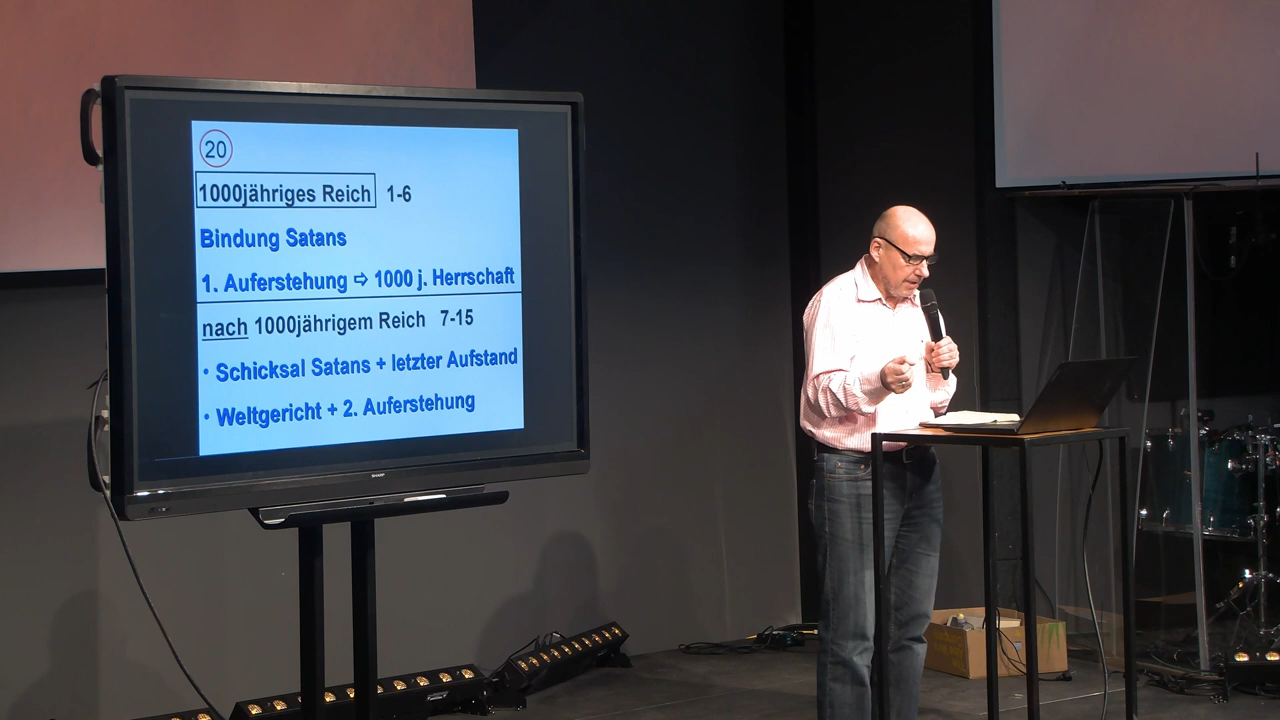 20
1000jähriges Reich 1-6
Bindung Satans
1. Auferstehung ⇨ 1000 j. Herrschaft
nach 1000jährigem Reich 7-15
• Schicksal Satans + letzter Aufstand
• Weltgericht + 2. Auferstehung
SHARP